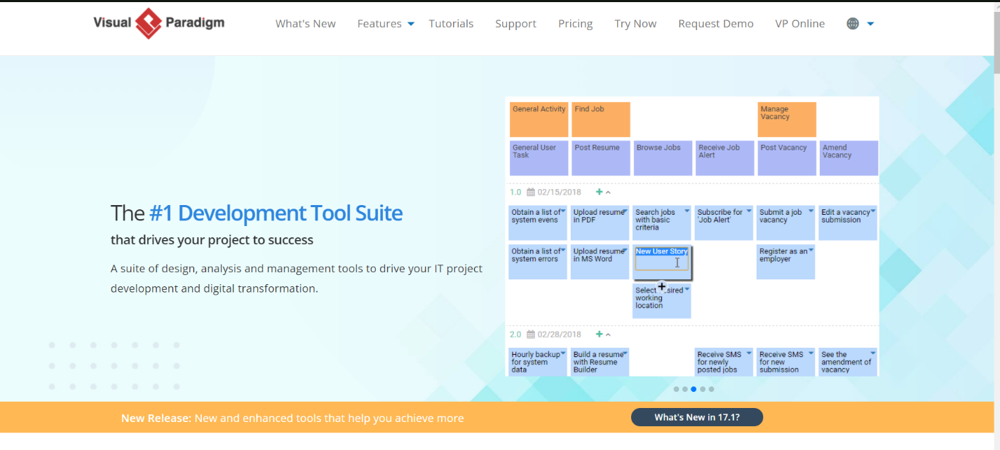 Visual Paradigm
What's New
Features
Tutorials
Support
Pricing
Try Now
Request Demo
VP Online
The #1 Development Tool Suite
that drives your project to success
A suite of design, analysis and management tools to drive your IT project
development and digital transformation.
General Activity
Find Job
Manage
Vacancy
General User
Task
Post Resume
Browse Jobs
Receive Job
Alert
Post Vacancy
Amend
Vacancy
1.0 02/15/2018
Obtain a list of
system evens
Upload resume
in PDF
Search jobs
with basic
criteria
Subscribe for
'Job Alert'
Submit a job
vacancy
Edit a vacancy
submission
Obtain a list of
system errors
Upload resume
in MS Word
New User Story
Register as an
employer
Select
working
location
2.0 02/28/2018
Hourly backup
for system
data
Build a resume
with Resume
Builder
Receive SMS
for newly
posted jobs
Receive SMS
for new
submission
See the
amendment of
vacancy
New Release: New and enhanced tools that help you achieve more
What's New in 17.1?